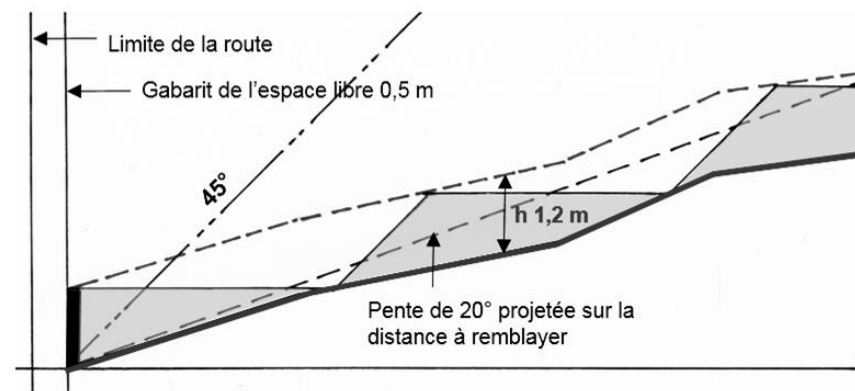 Limite de la route
Gabarit de l'espace libre 0,5 m
45°
h 1,2 m
Pente de 20° projetée sur la
distance à remblayer